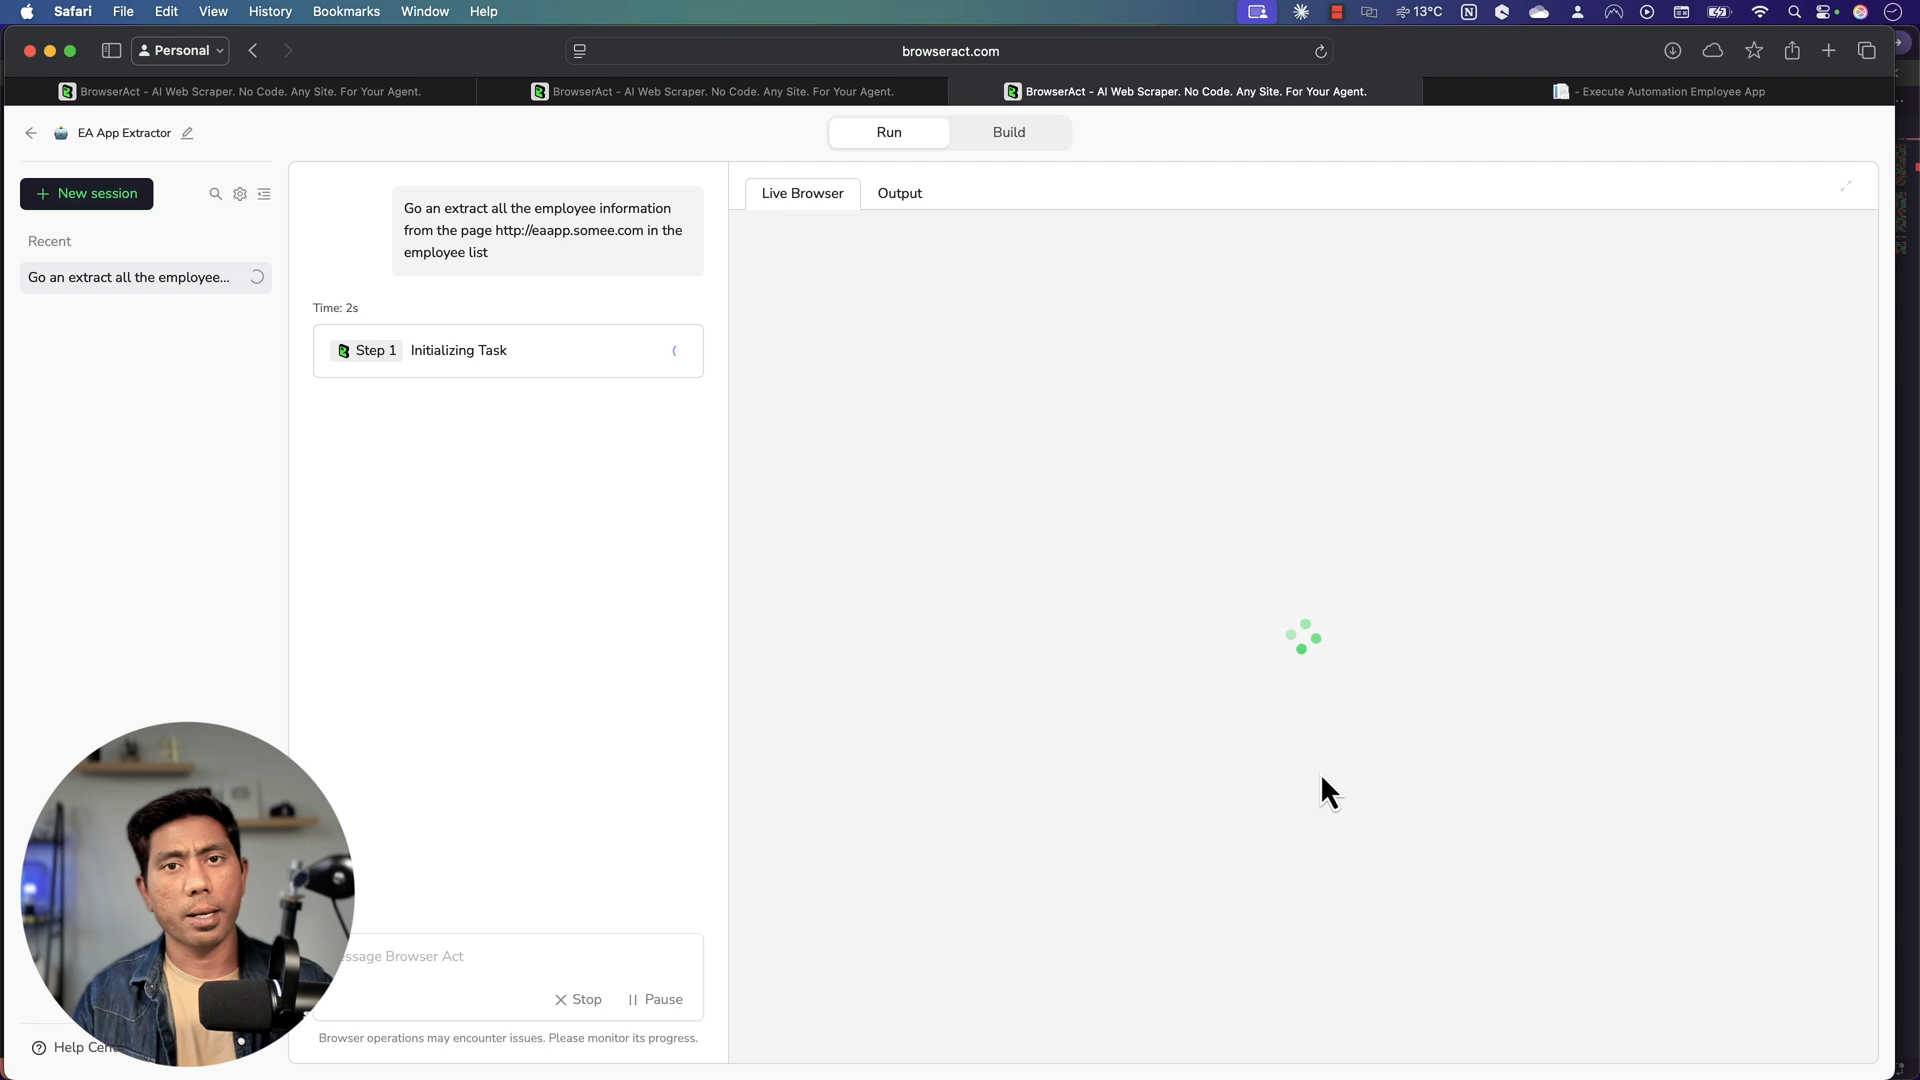 Safari File Edit View History Bookmarks Window Help
13°C
Personal
browseract.com
BrowserAct - AI Web Scraper. No Code. Any Site. For Your Agent.
BrowserAct - AI Web Scraper. No Code. Any Site. For Your Agent.
BrowserAct - AI Web Scraper. No Code. Any Site. For Your Agent.
- Execute Automation Employee App
EA App Extractor
Run
Build
New session
Recent
Go an extract all the employee...
Go an extract all the employee information
from the page http://eaapp.somee.com in the
employee list
Time: 2s
Step 1 Initializing Task
Live Browser
Output
ssage Browser Act
Stop
Pause
Browser operations may encounter issues. Please monitor its progress.
Help Cen